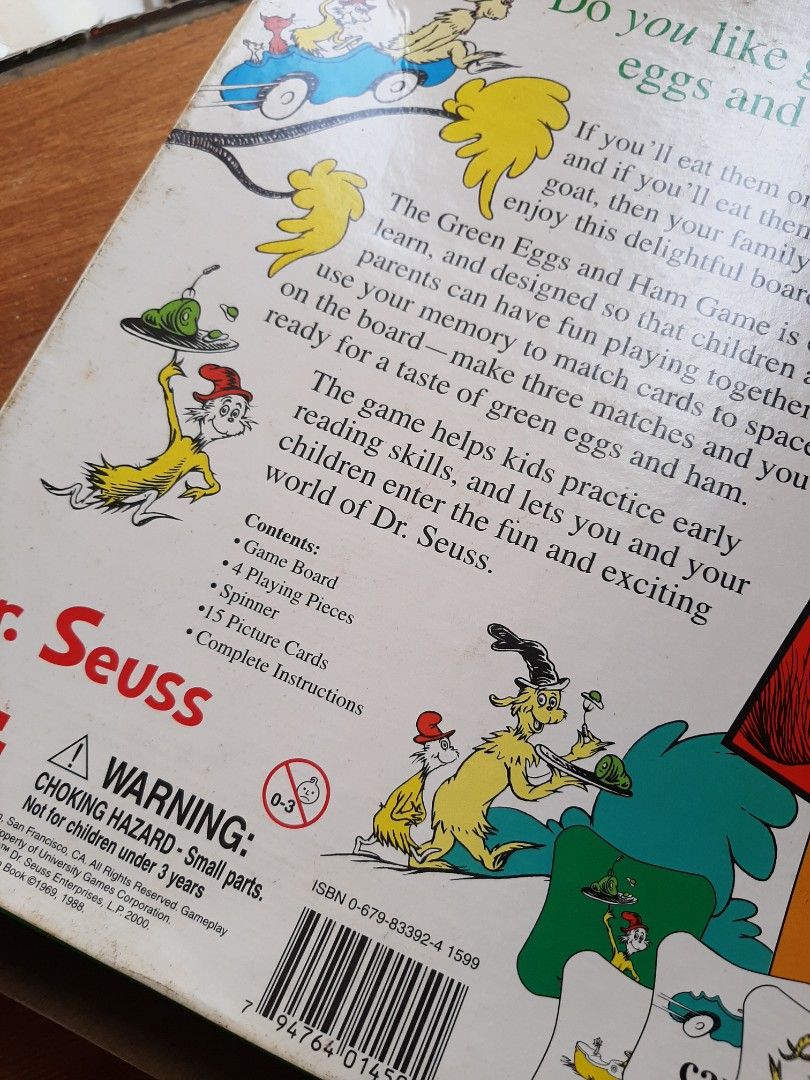 Do you like
eggs and
If you'll eat them
and if you'll eat them
goat, then your family
enjoy this delightful
The Green Eggs and Ham Game is
learn, and designed so that children
parents can have fun playing together
use your memory to match cards to
on the board—make three matches and
ready for a taste of green eggs and ham.
The game helps kids practice early
reading skills, and lets you and your
children enter the fun and exciting
world of Dr. Seuss.
Contents:
• Game Board
• 4 Playing Pieces
• Spinner
•15 Picture Cards
• Complete Instructions
Seuss
WARNING:
CHOKING HAZARD - Small parts.
Not for children under 3 years
0-3
San Francisco, CA. All Rights Reserved. Gameplay
of University Games Corporation.
Dr. Seuss Enterprises, L.P. 2000.
Book ©1969, 1988.
ISBN 0-679-83392-4 1599
7 94764